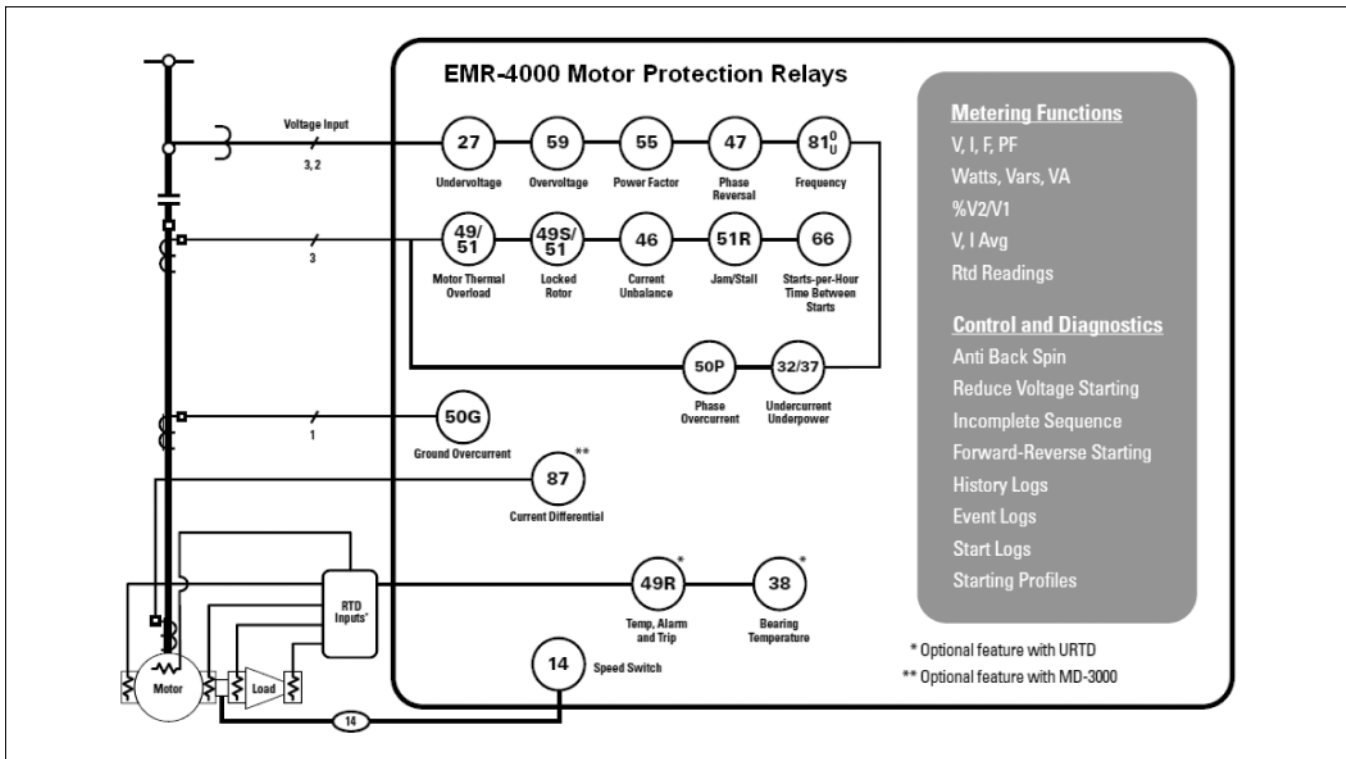 EMR-4000 Motor Protection Relays
Voltage Input
3, 2
27
59
55
47
81 O U
Undervoltage
Overvoltage
Power Factor
Phase
Reversal
Frequency
3
49/
51
49S/
51
46
51R
66
Motor Thermal
Overload
Locked
Rotor
Current
Unbalance
Jam/Stall
Starts-per-Hour
Time Between
Starts
50P
32/37
Phase
Overcurrent
Undercurrent
Underpower
1
50G
Ground Overcurrent
87**
Current Differential
RTD
Inputs*
49R*
38*
Temp, Alarm
and Trip
Bearing
Temperature
14
Speed Switch
Motor
Load
14
Metering Functions
V, I, F, PF
Watts, Vars, VA
%V2/V1
V, I Avg
Rtd Readings
Control and Diagnostics
Anti Back Spin
Reduce Voltage Starting
Incomplete Sequence
Forward-Reverse Starting
History Logs
Event Logs
Start Logs
Starting Profiles
* Optional feature with URTD
** Optional feature with MD-3000